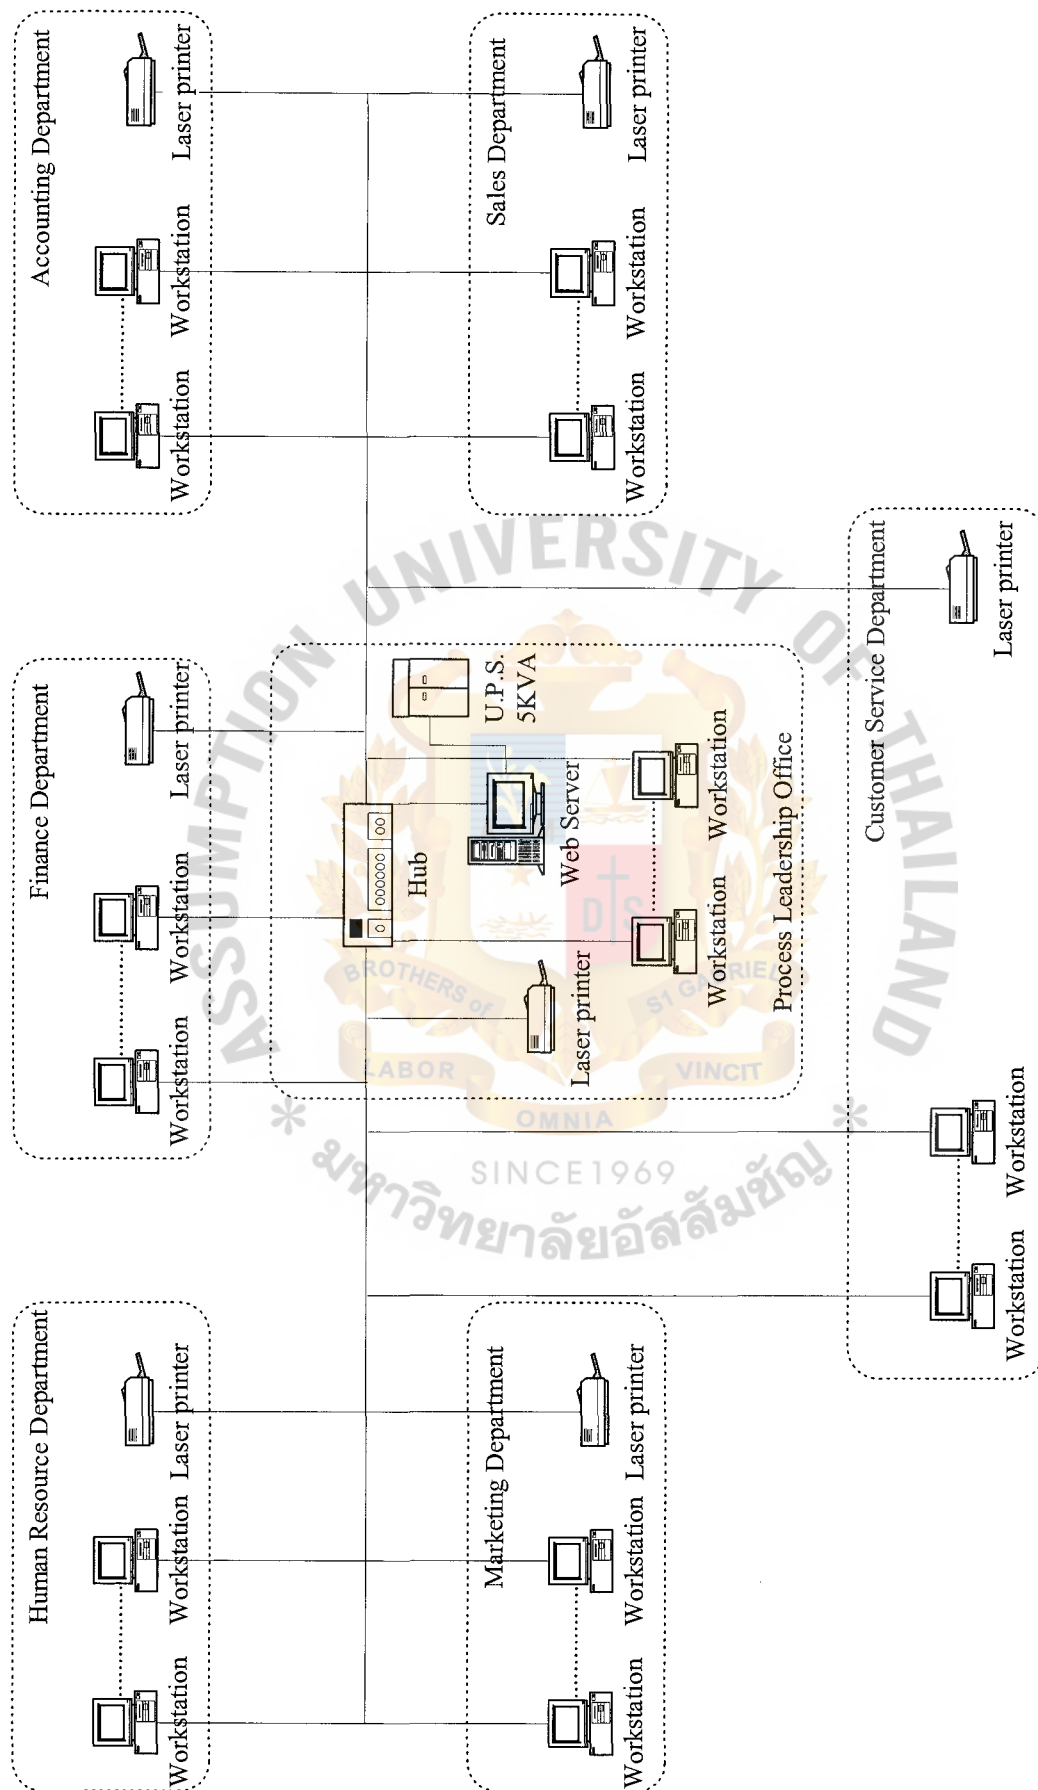 Human Resource Department
Finance Department
Accounting Department
Workstation
Workstation
Laser printer
Workstation
Workstation
Laser printer
Workstation
Workstation
Laser printer
Hub
U.P.S.
5KVA
Marketing Department
Sales Department
Laser printer
Web Server
Workstation
Workstation
Laser printer
Workstation
Workstation
Laser printer
Workstation
Workstation
Process Leadership Office
Customer Service Department
Workstation
Workstation
Laser printer
ASSUMPTION UNIVERSITY OF THAILAND
DS
BROTHERS of
ST GABRIEL
LABOR
OMNIA
VINCIT
SINCE1969
* มหาวิทยาลัยอัสสัมชัญ *